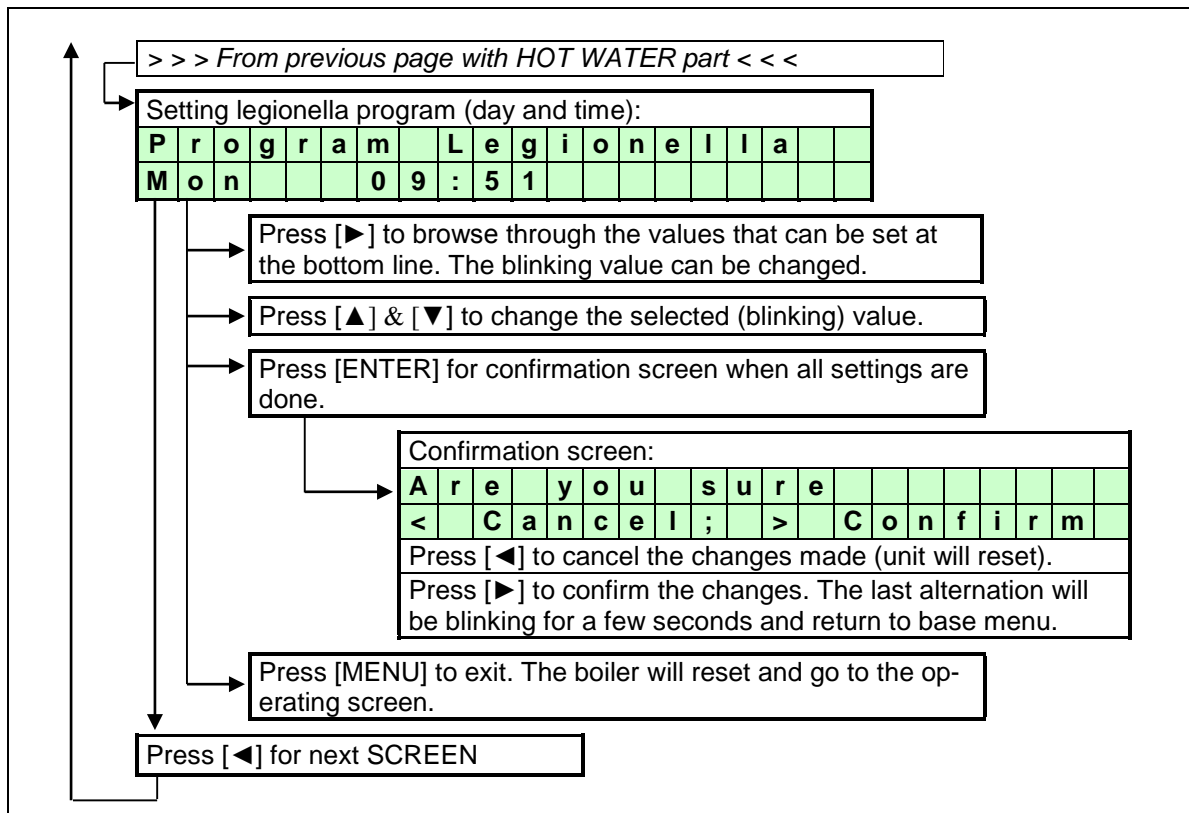 > > > From previous page with HOT WATER part < < <
Setting legionella program (day and time):
Program Legionella
Mon 09:51
Press [►] to browse through the values that can be set at
the bottom line. The blinking value can be changed.
Press [▲] & [▼] to change the selected (blinking) value.
Press [ENTER] for confirmation screen when all settings are
done.
Confirmation screen:
Are you sure
< Cancel; > Confirm
Press [◄] to cancel the changes made (unit will reset).
Press [►] to confirm the changes. The last alternation will
be blinking for a few seconds and return to base menu.
Press [MENU] to exit. The boiler will reset and go to the op-
erating screen.
Press [◄] for next SCREEN